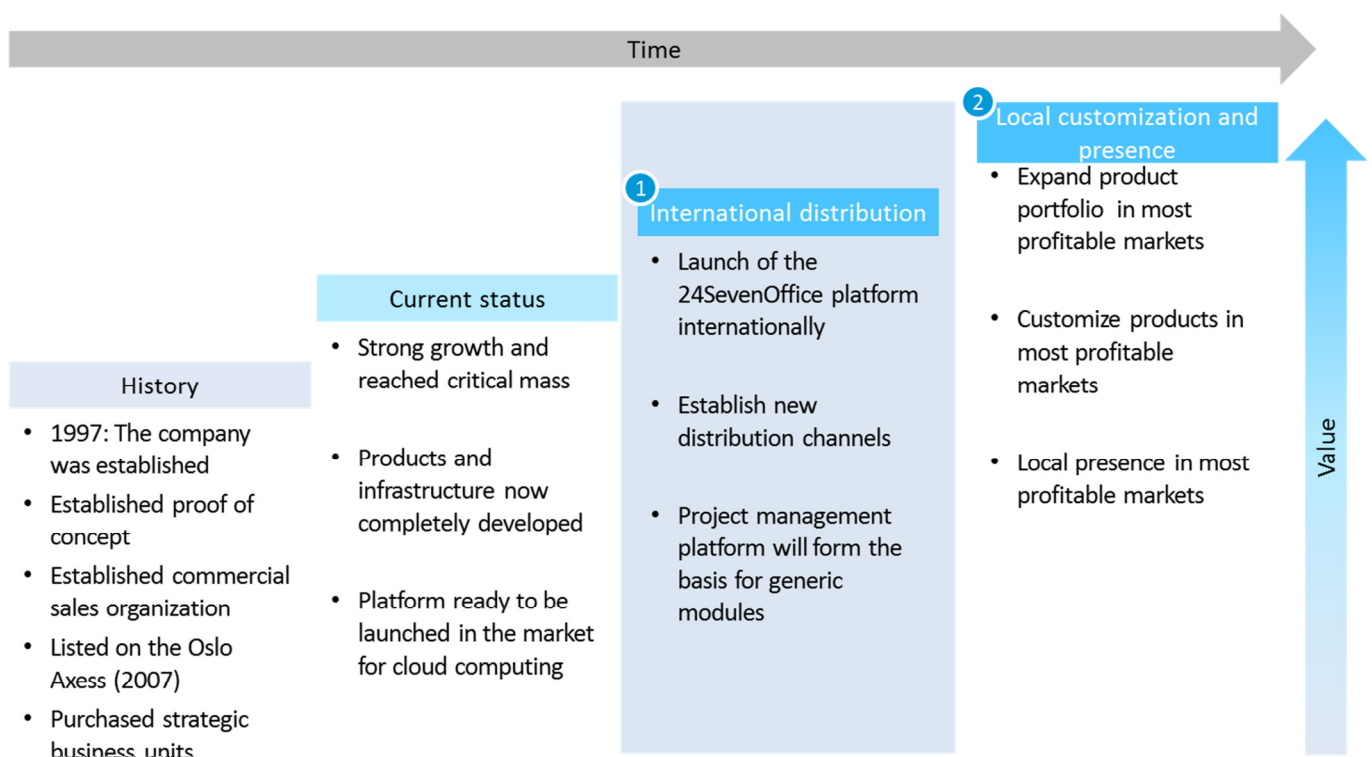 Time
History
• 1997: The company
was established
• Established proof of
concept
• Established commercial
sales organization
• Listed on the Oslo
Axess (2007)
• Purchased strategic
business units
Current status
• Strong growth and
reached critical mass
• Products and
infrastructure now
completely developed
• Platform ready to be
launched in the market
for cloud computing
1
International distribution
• Launch of the
24SevenOffice platform
internationally
• Establish new
distribution channels
• Project management
platform will form the
basis for generic
modules
2
Local customization and
presence
• Expand product
portfolio in most
profitable markets
• Customize products in
most profitable
markets
• Local presence in most
profitable markets
Value